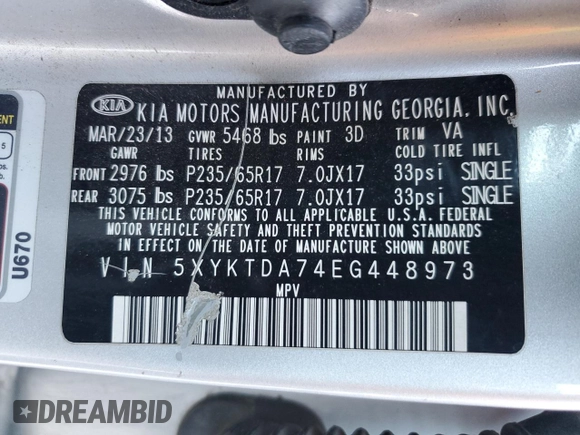 MANUFACTURED BY
KIA KIA MOTORS MANUFACTURING GEORGIA, INC.
MAR/23/13 GVWR 5468 lbs PAINT 3D TRIM VA
GAWR TIRES RIMS COLD TIRE INFL
FRONT 2976 lbs P235/65R17 7.0JX17 33psi SINGLE
REAR 3075 lbs P235/65R17 7.0JX17 33psi SINGLE
THIS VEHICLE CONFORMS TO ALL APPLICABLE U.S.A. FEDERAL
MOTOR VEHICLE SAFETY AND THEFT PREVENTION STANDARDS
IN EFFECT ON THE DATE OF MANUFACTURE SHOWN ABOVE.
VIN 5XYKTDA74EG448973
MPV
U670
5
DREAMBID